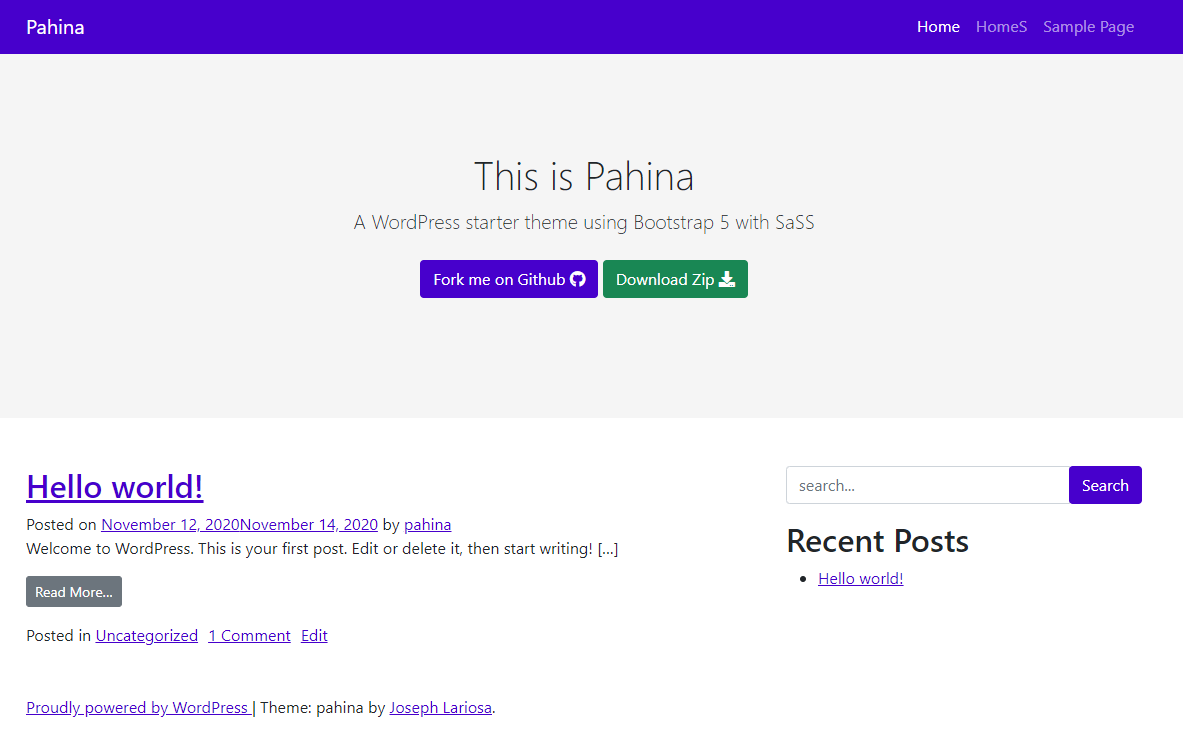 Pahina
Home HomeS Sample Page
This is Pahina
A WordPress starter theme using Bootstrap 5 with SaSS
Fork me on Github
Download Zip
Hello world!
Posted on November 12, 2020November 14, 2020 by pahina
Welcome to WordPress. This is your first post. Edit or delete it, then start writing! [...]
Read More...
Posted in Uncategorized 1 Comment Edit
search...
Search
Recent Posts
Hello world!
Proudly powered by WordPress | Theme: pahina by Joseph Lariosa.